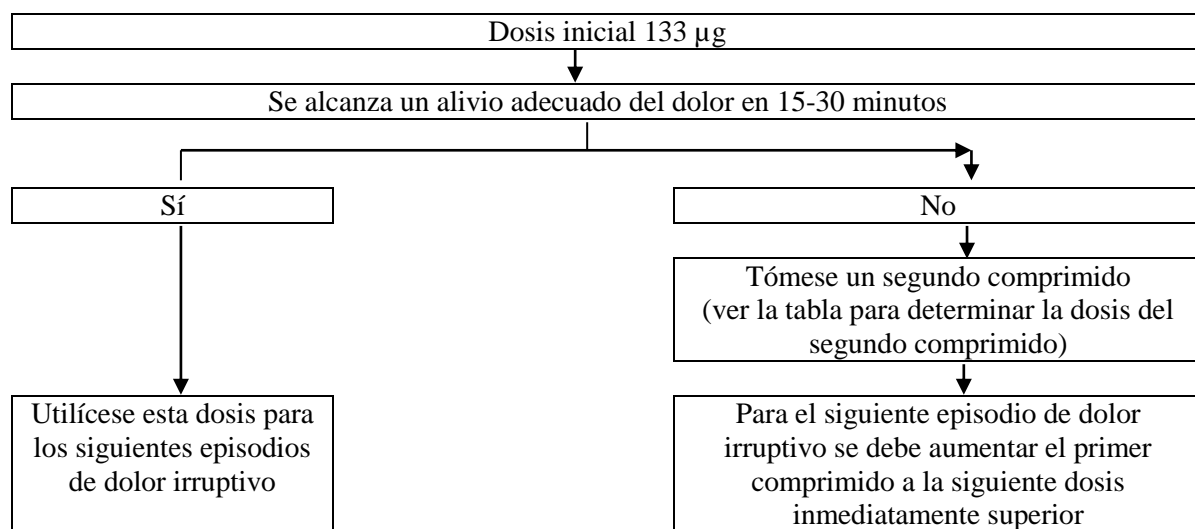 Dosis inicial 133 µg
Se alcanza un alivio adecuado del dolor en 15-30 minutos
Sí
No
Tómese un segundo comprimido
(ver la tabla para determinar la dosis del
segundo comprimido)
Utilícese esta dosis para
los siguientes episodios
de dolor irruptivo
Para el siguiente episodio de dolor
irruptivo se debe aumentar el primer
comprimido a la siguiente dosis
inmediatamente superior